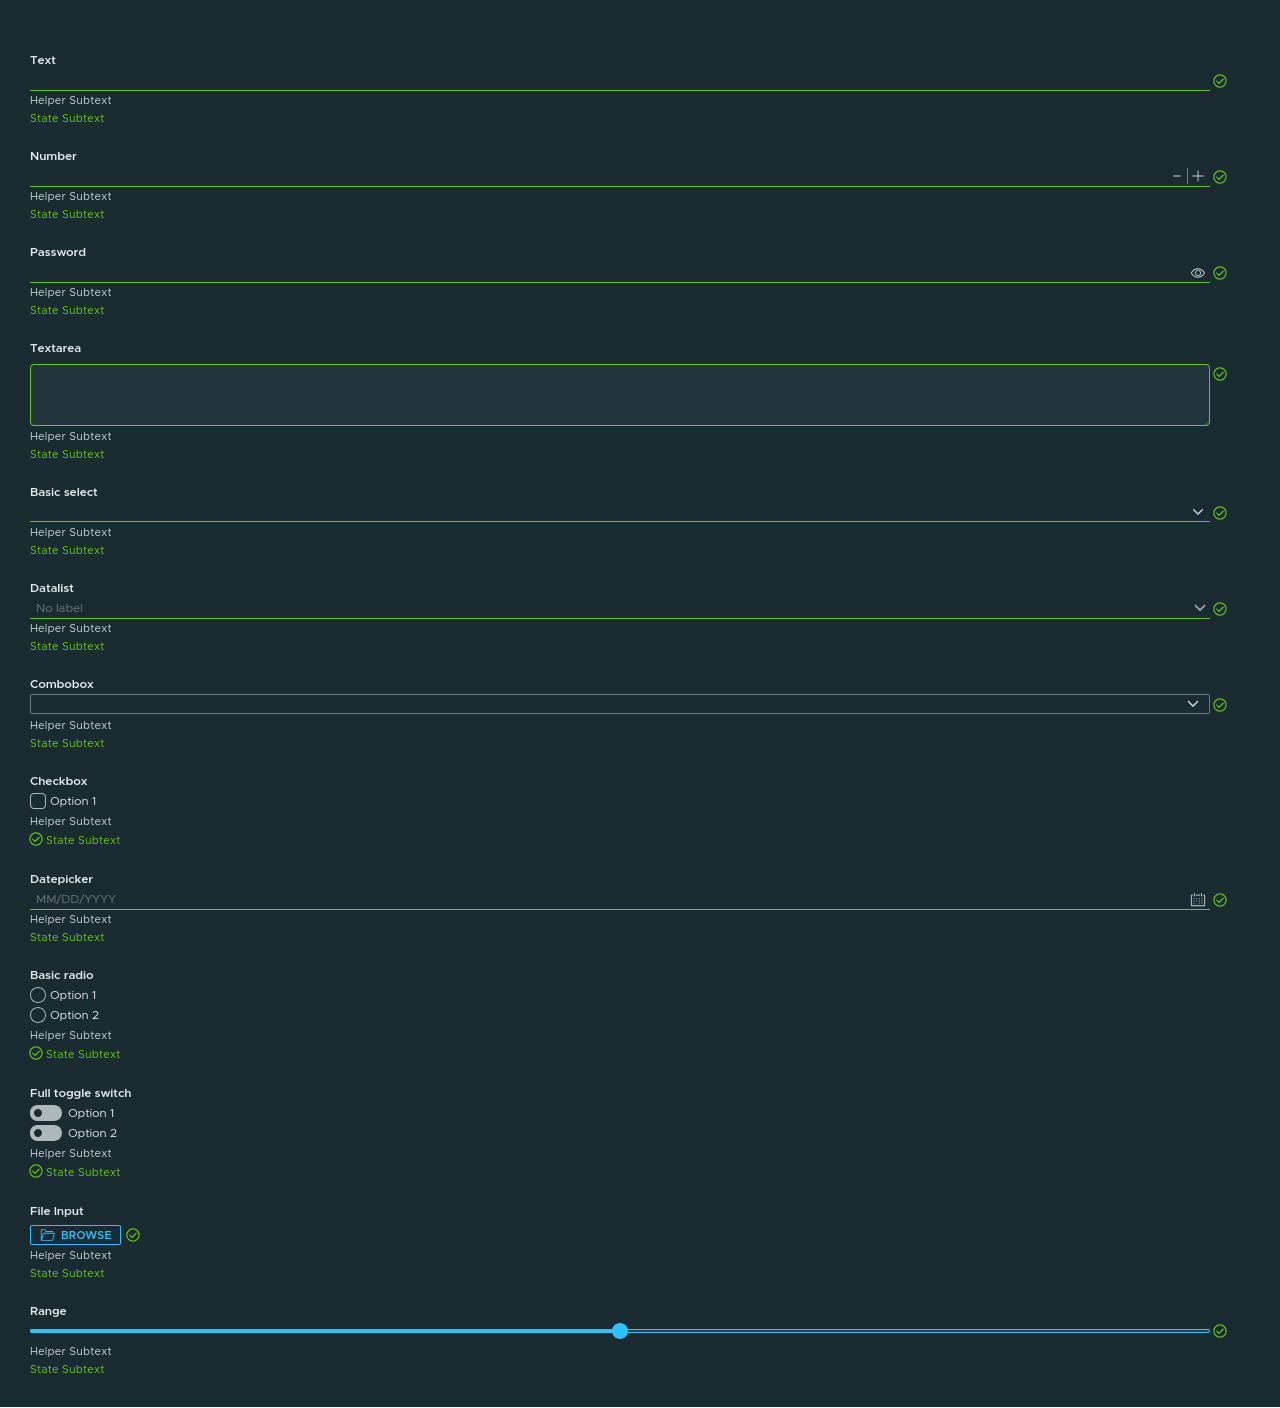 Text
Helper Subtext
State Subtext
Number
Helper Subtext
State Subtext
Password
Helper Subtext
State Subtext
Textarea
Helper Subtext
State Subtext
Basic select
Helper Subtext
State Subtext
Datalist
No label
Helper Subtext
State Subtext
Combobox
Helper Subtext
State Subtext
Checkbox
Option 1
Helper Subtext
State Subtext
Datepicker
MM/DD/YYYY
Helper Subtext
State Subtext
Basic radio
Option 1
Option 2
Helper Subtext
State Subtext
Full toggle switch
Option 1
Option 2
Helper Subtext
State Subtext
File Input
BROWSE
Helper Subtext
State Subtext
Range
Helper Subtext
State Subtext